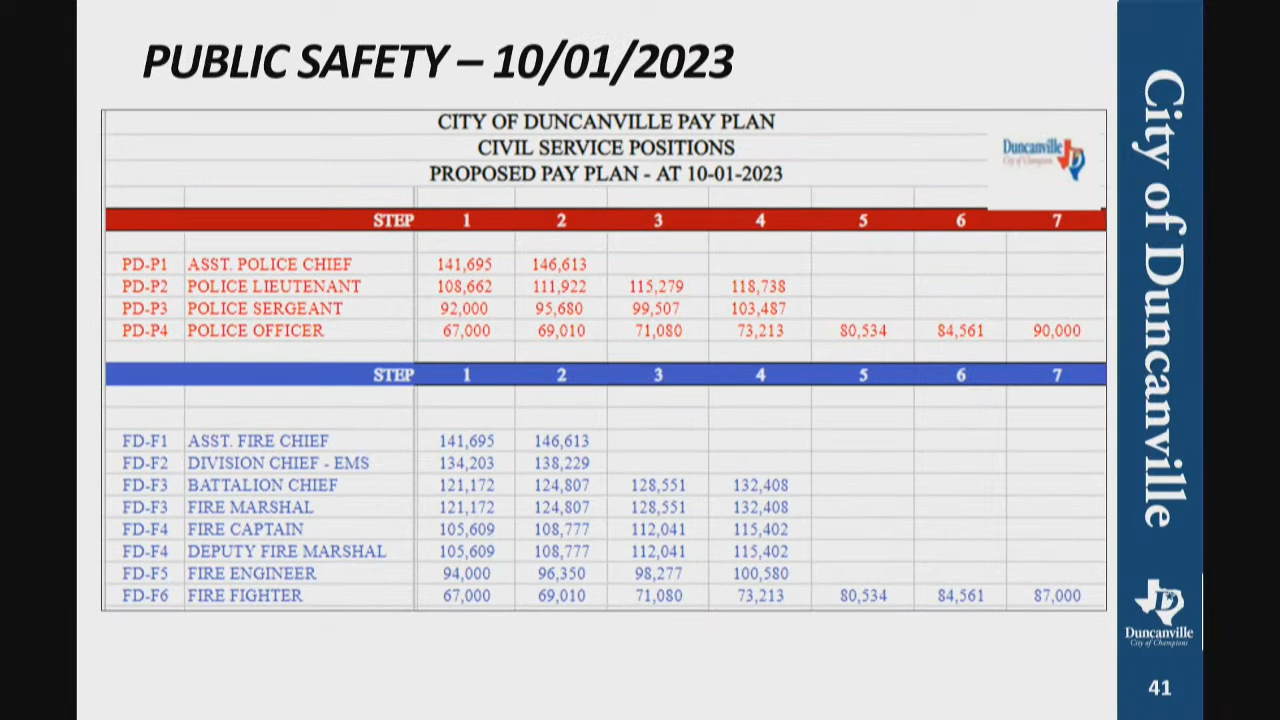 PUBLIC SAFETY – 10/01/2023
CITY OF DUNCANVILLE PAY PLAN
CIVIL SERVICE POSITIONS
PROPOSED PAY PLAN - AT 10-01-2023
Duncanville
City of Champions
STEP 1 2 3 4 5 6 7
PD-P1 ASST. POLICE CHIEF 141,695 146,613
PD-P2 POLICE LIEUTENANT 108,662 111,922 115,279 118,738
PD-P3 POLICE SERGEANT 92,000 95,680 99,507 103,487
PD-P4 POLICE OFFICER 67,000 69,010 71,080 73,213 80,534 84,561 90,000
STEP 1 2 3 4 5 6 7
FD-F1 ASST. FIRE CHIEF 141,695 146,613
FD-F2 DIVISION CHIEF - EMS 134,203 138,229
FD-F3 BATTALION CHIEF 121,172 124,807 128,551 132,408
FD-F3 FIRE MARSHAL 121,172 124,807 128,551 132,408
FD-F4 FIRE CAPTAIN 105,609 108,777 112,041 115,402
FD-F4 DEPUTY FIRE MARSHAL 105,609 108,777 112,041 115,402
FD-F5 FIRE ENGINEER 94,000 96,350 98,277 100,580
FD-F6 FIRE FIGHTER 67,000 69,010 71,080 73,213 80,534 84,561 87,000
City of Duncanville
Duncanville
City of Champions
41